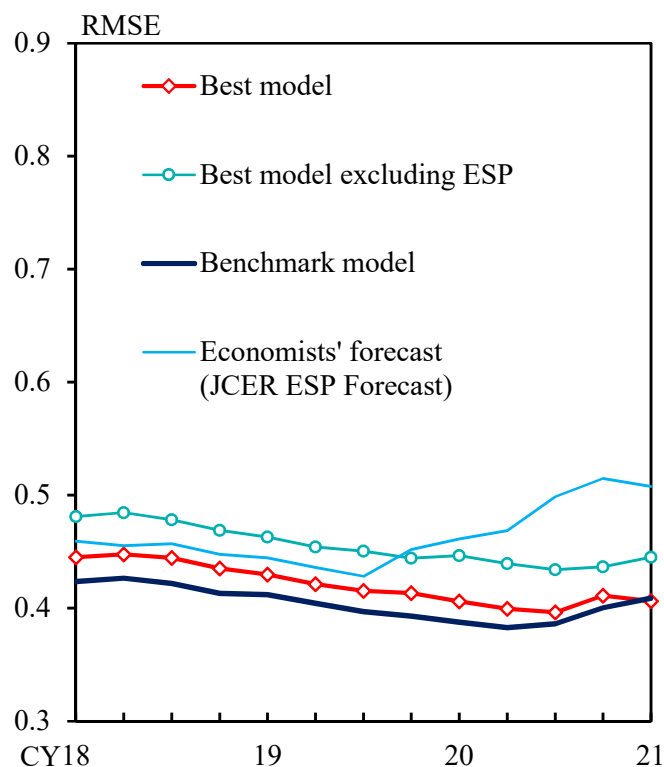 RMSE
0.9
Best model
0.8
Best model excluding ESP
0.7
Benchmark model
0.6
Economists' forecast
(JCER ESP Forecast)
0.5
0.4
0.3
CY18 19 20 21